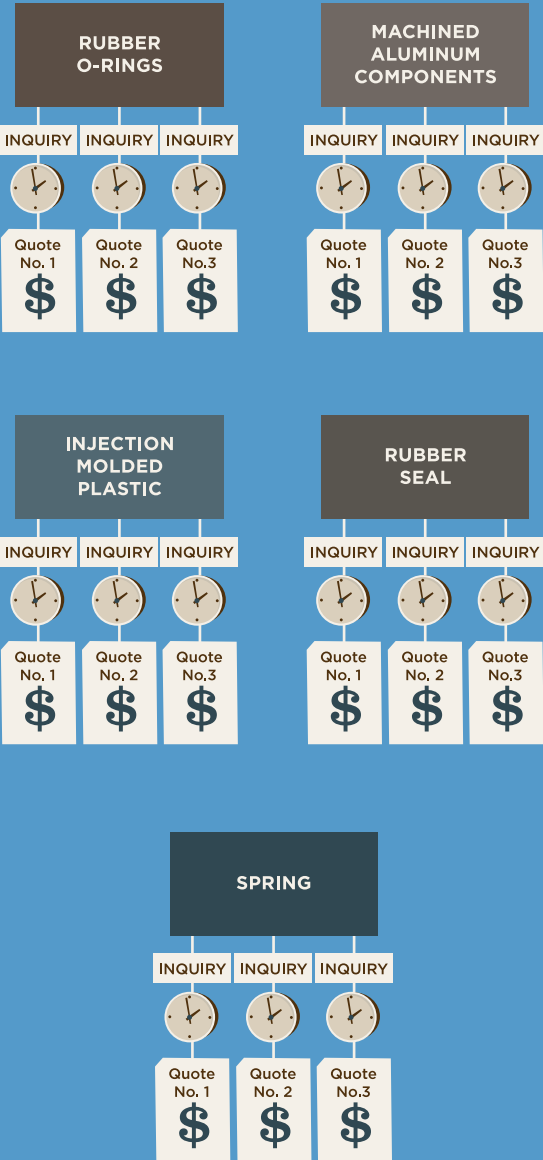 RUBBER
O-RINGS
INQUIRY INQUIRY INQUIRY
Quote Quote Quote
No. 1 No. 2 No.3
$ $ $
MACHINED
ALUMINUM
COMPONENTS
INQUIRY INQUIRY INQUIRY
Quote Quote Quote
No. 1 No. 2 No.3
$ $ $
INJECTION
MOLDED
PLASTIC
INQUIRY INQUIRY INQUIRY
Quote Quote Quote
No. 1 No. 2 No.3
$ $ $
RUBBER
SEAL
INQUIRY INQUIRY INQUIRY
Quote Quote Quote
No. 1 No. 2 No.3
$ $ $
SPRING
INQUIRY INQUIRY INQUIRY
Quote Quote Quote
No. 1 No. 2 No.3
$ $ $